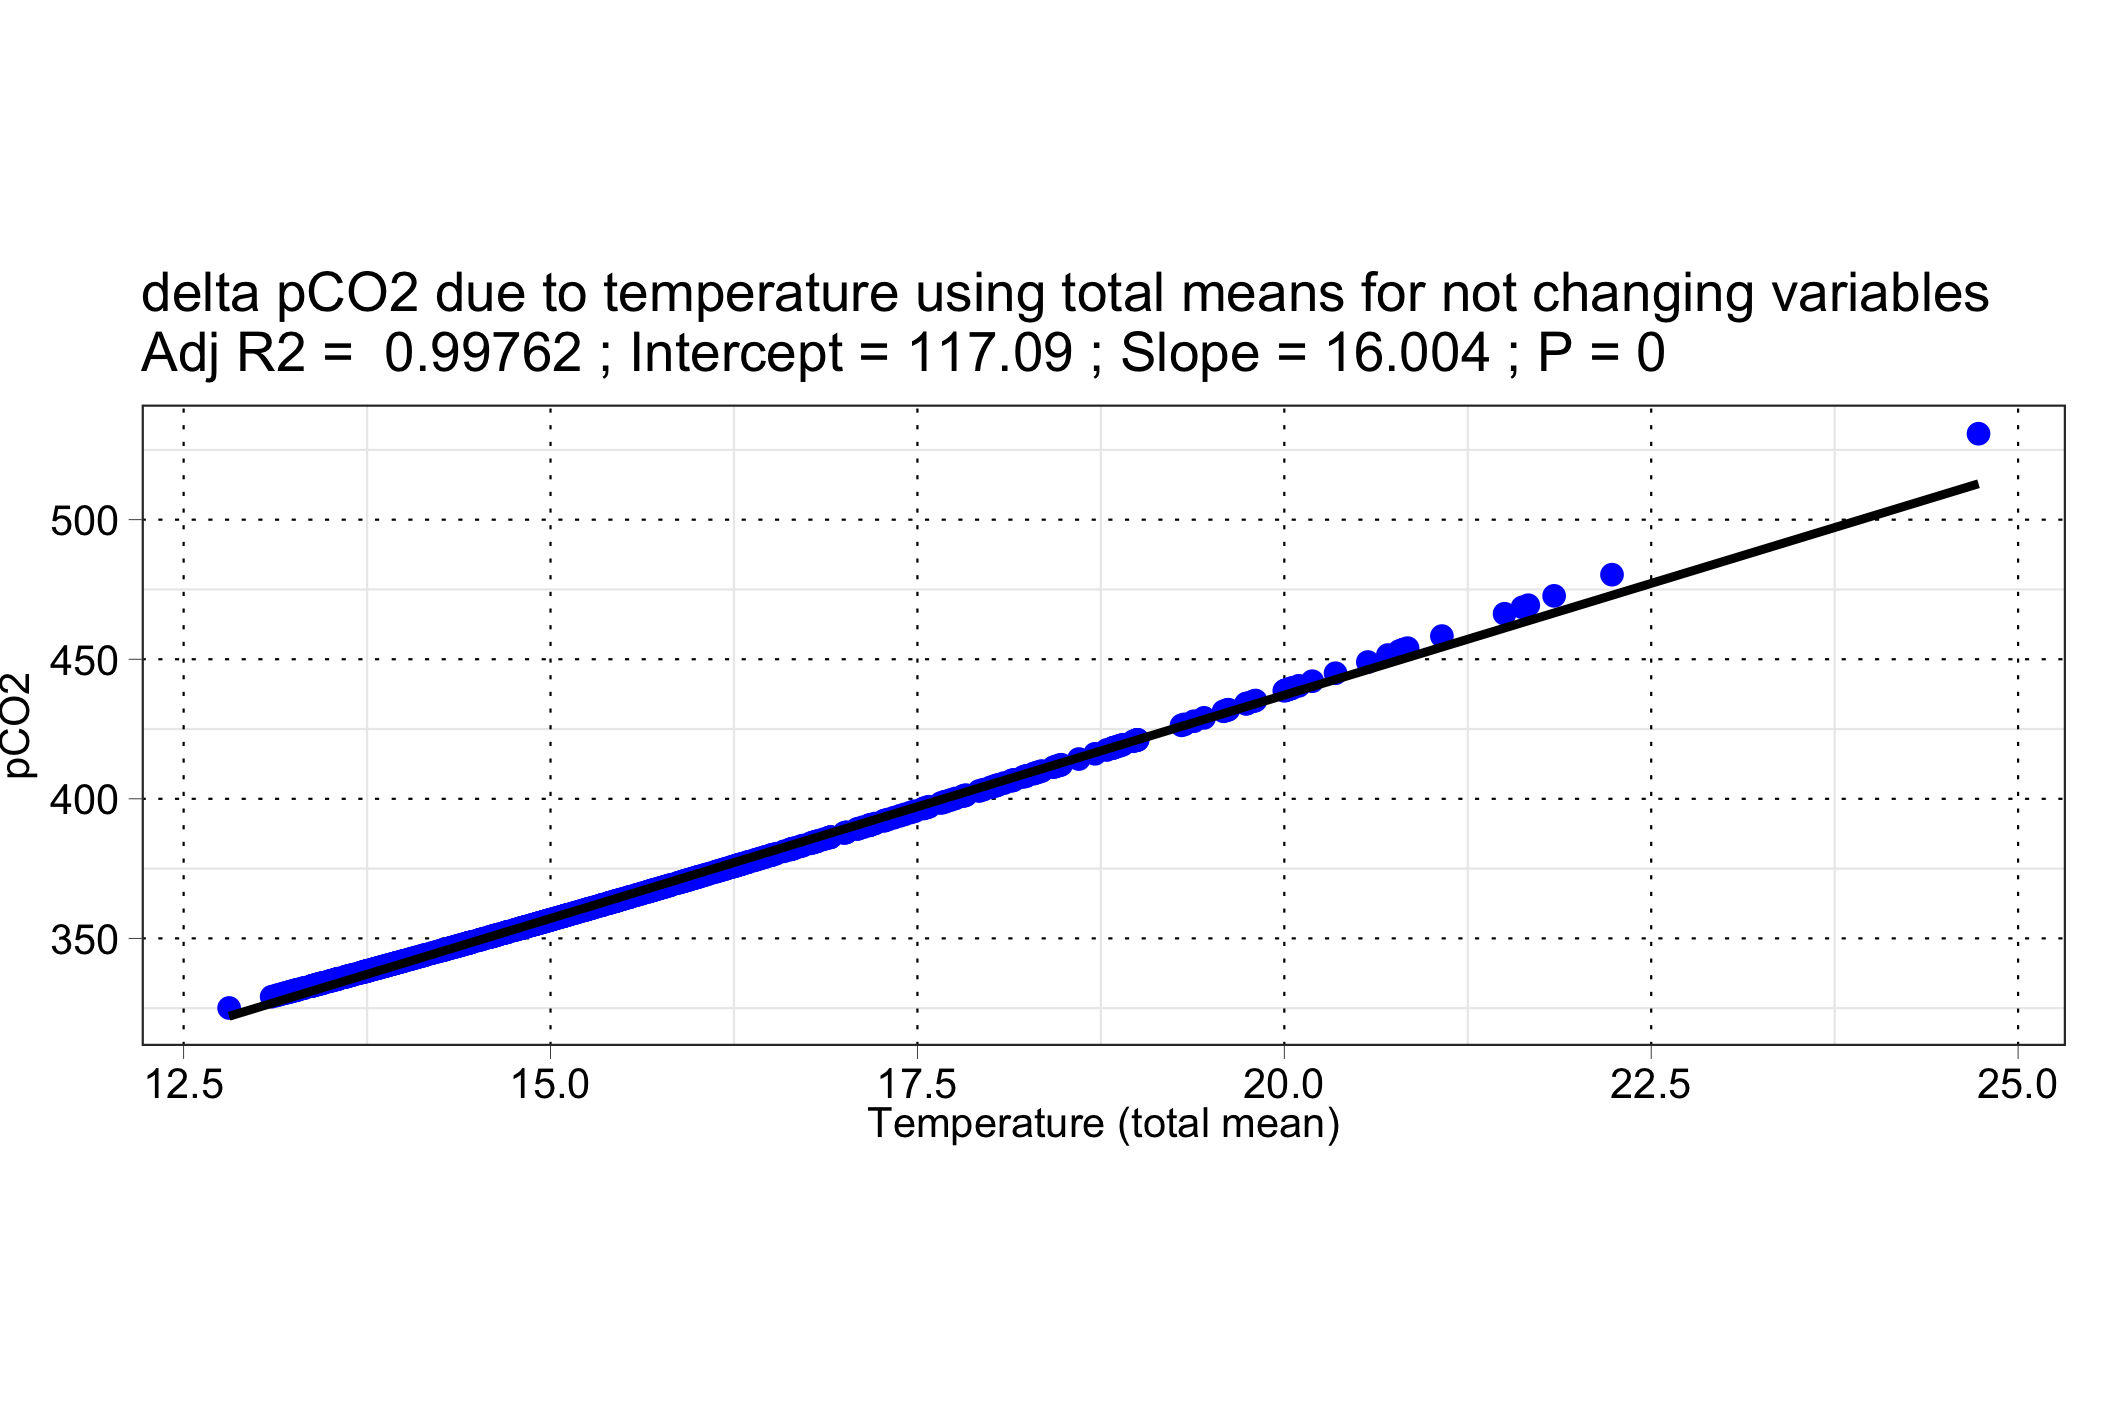 delta pCO2 due to temperature using total means for not changing variables
Adj R2 =  0.99762 ; Intercept = 117.09 ; Slope = 16.004 ; P = 0
500
450
400
350
pCO2
12.5 15.0 17.5 20.0 22.5 25.0
Temperature (total mean)